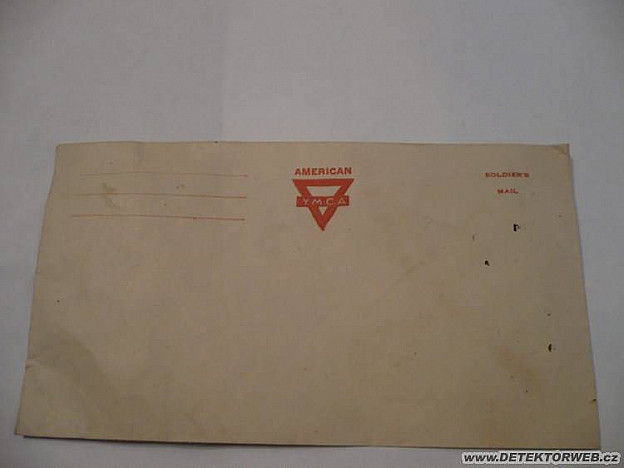 AMERICAN
Y.M.C.A
SOLDIER'S
MAIL
www.DETEKTORWEB.cz